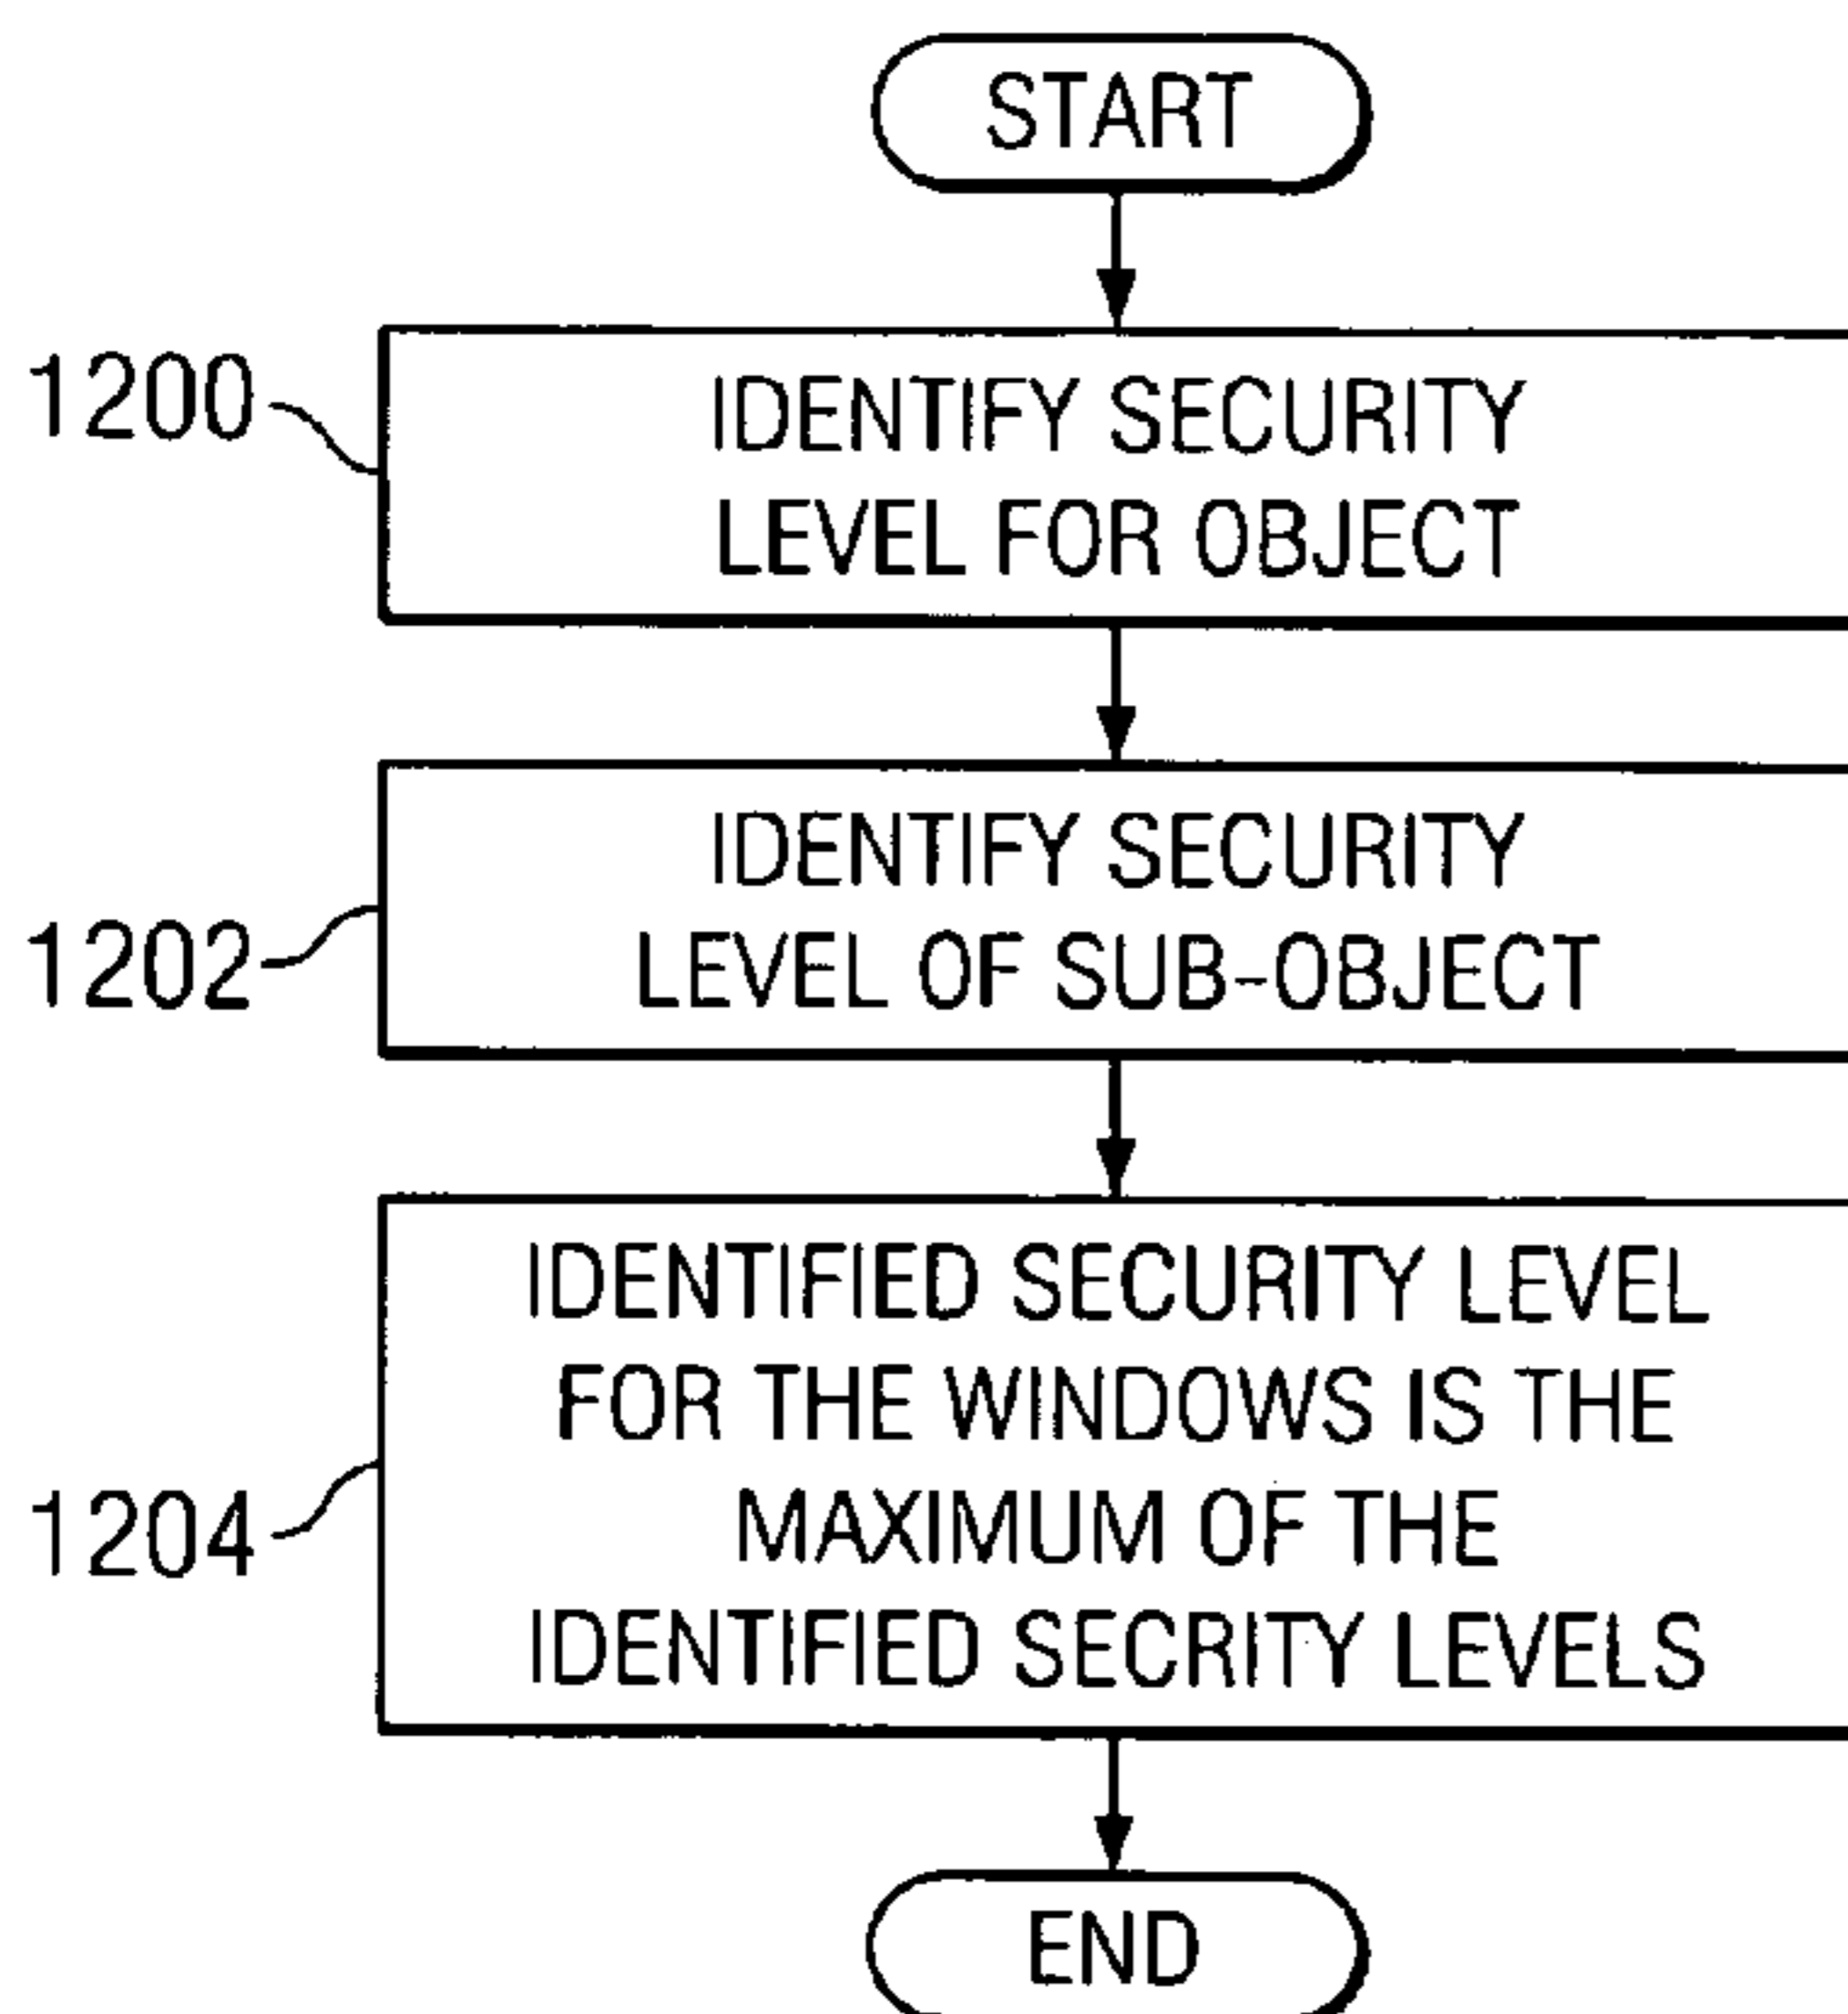 START
1200
IDENTIFY SECURITY
LEVEL FOR OBJECT
1202
IDENTIFY SECURITY
LEVEL OF SUB-OBJECT
1204
IDENTIFIED SECURITY LEVEL
FOR THE WINDOWS IS THE
MAXIMUM OF THE
IDENTIFIED SECRITY LEVELS
END